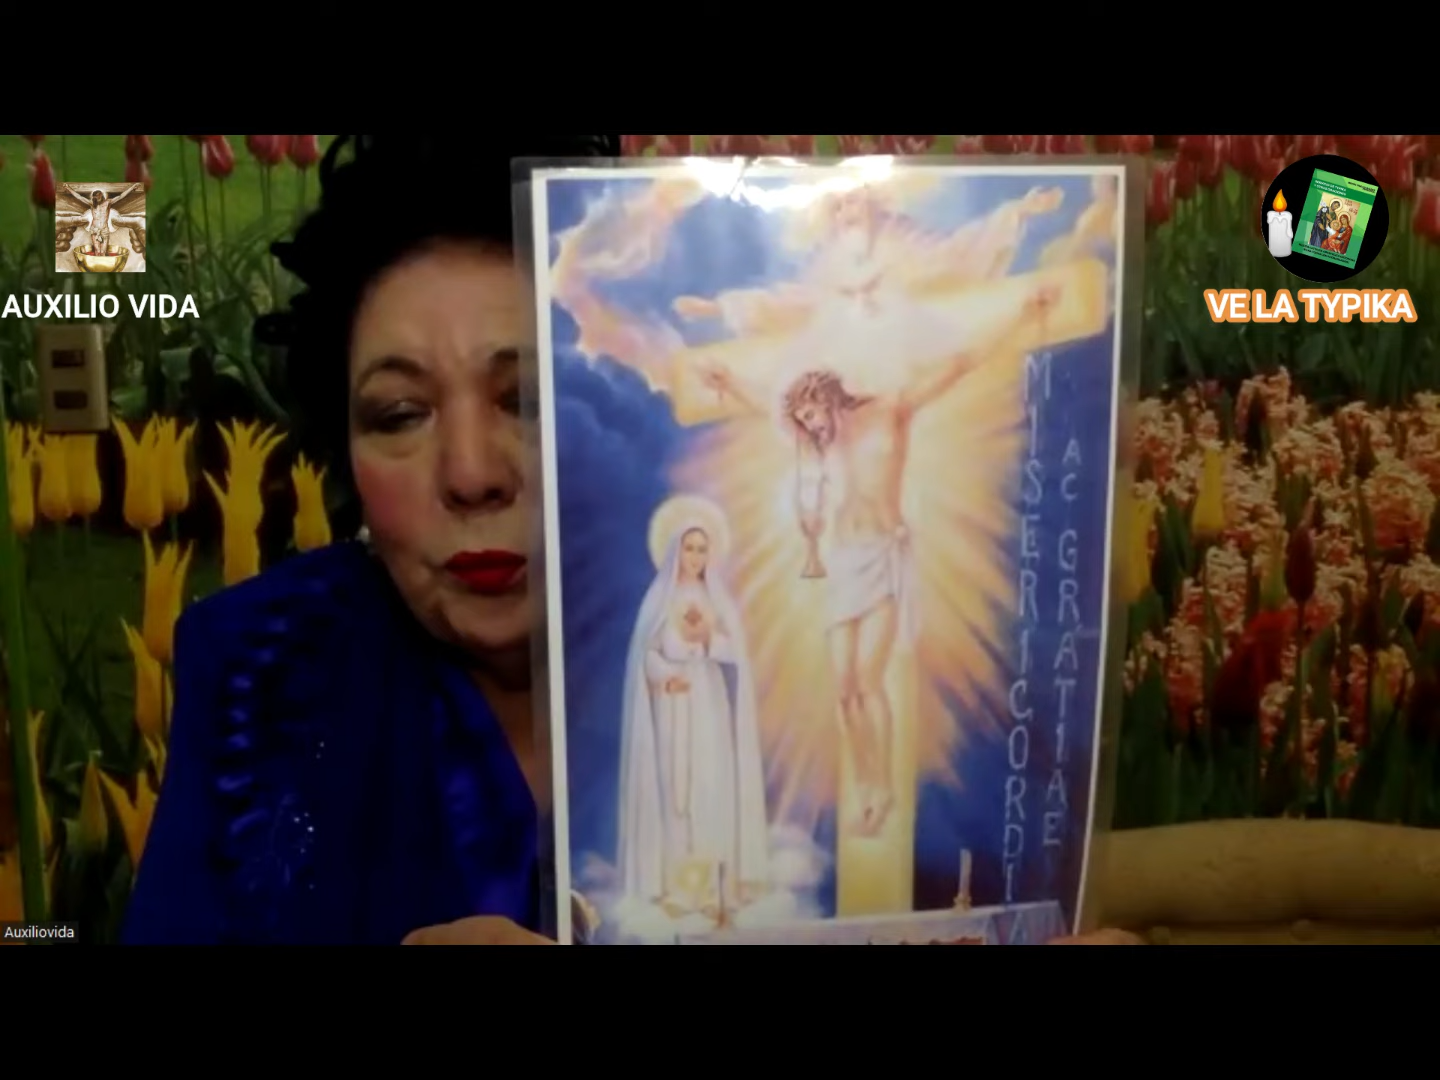 AUXILIO VIDA
VE LA TYPIKA
MISERICORDIA
AC GRATIAE
Auxiliovida